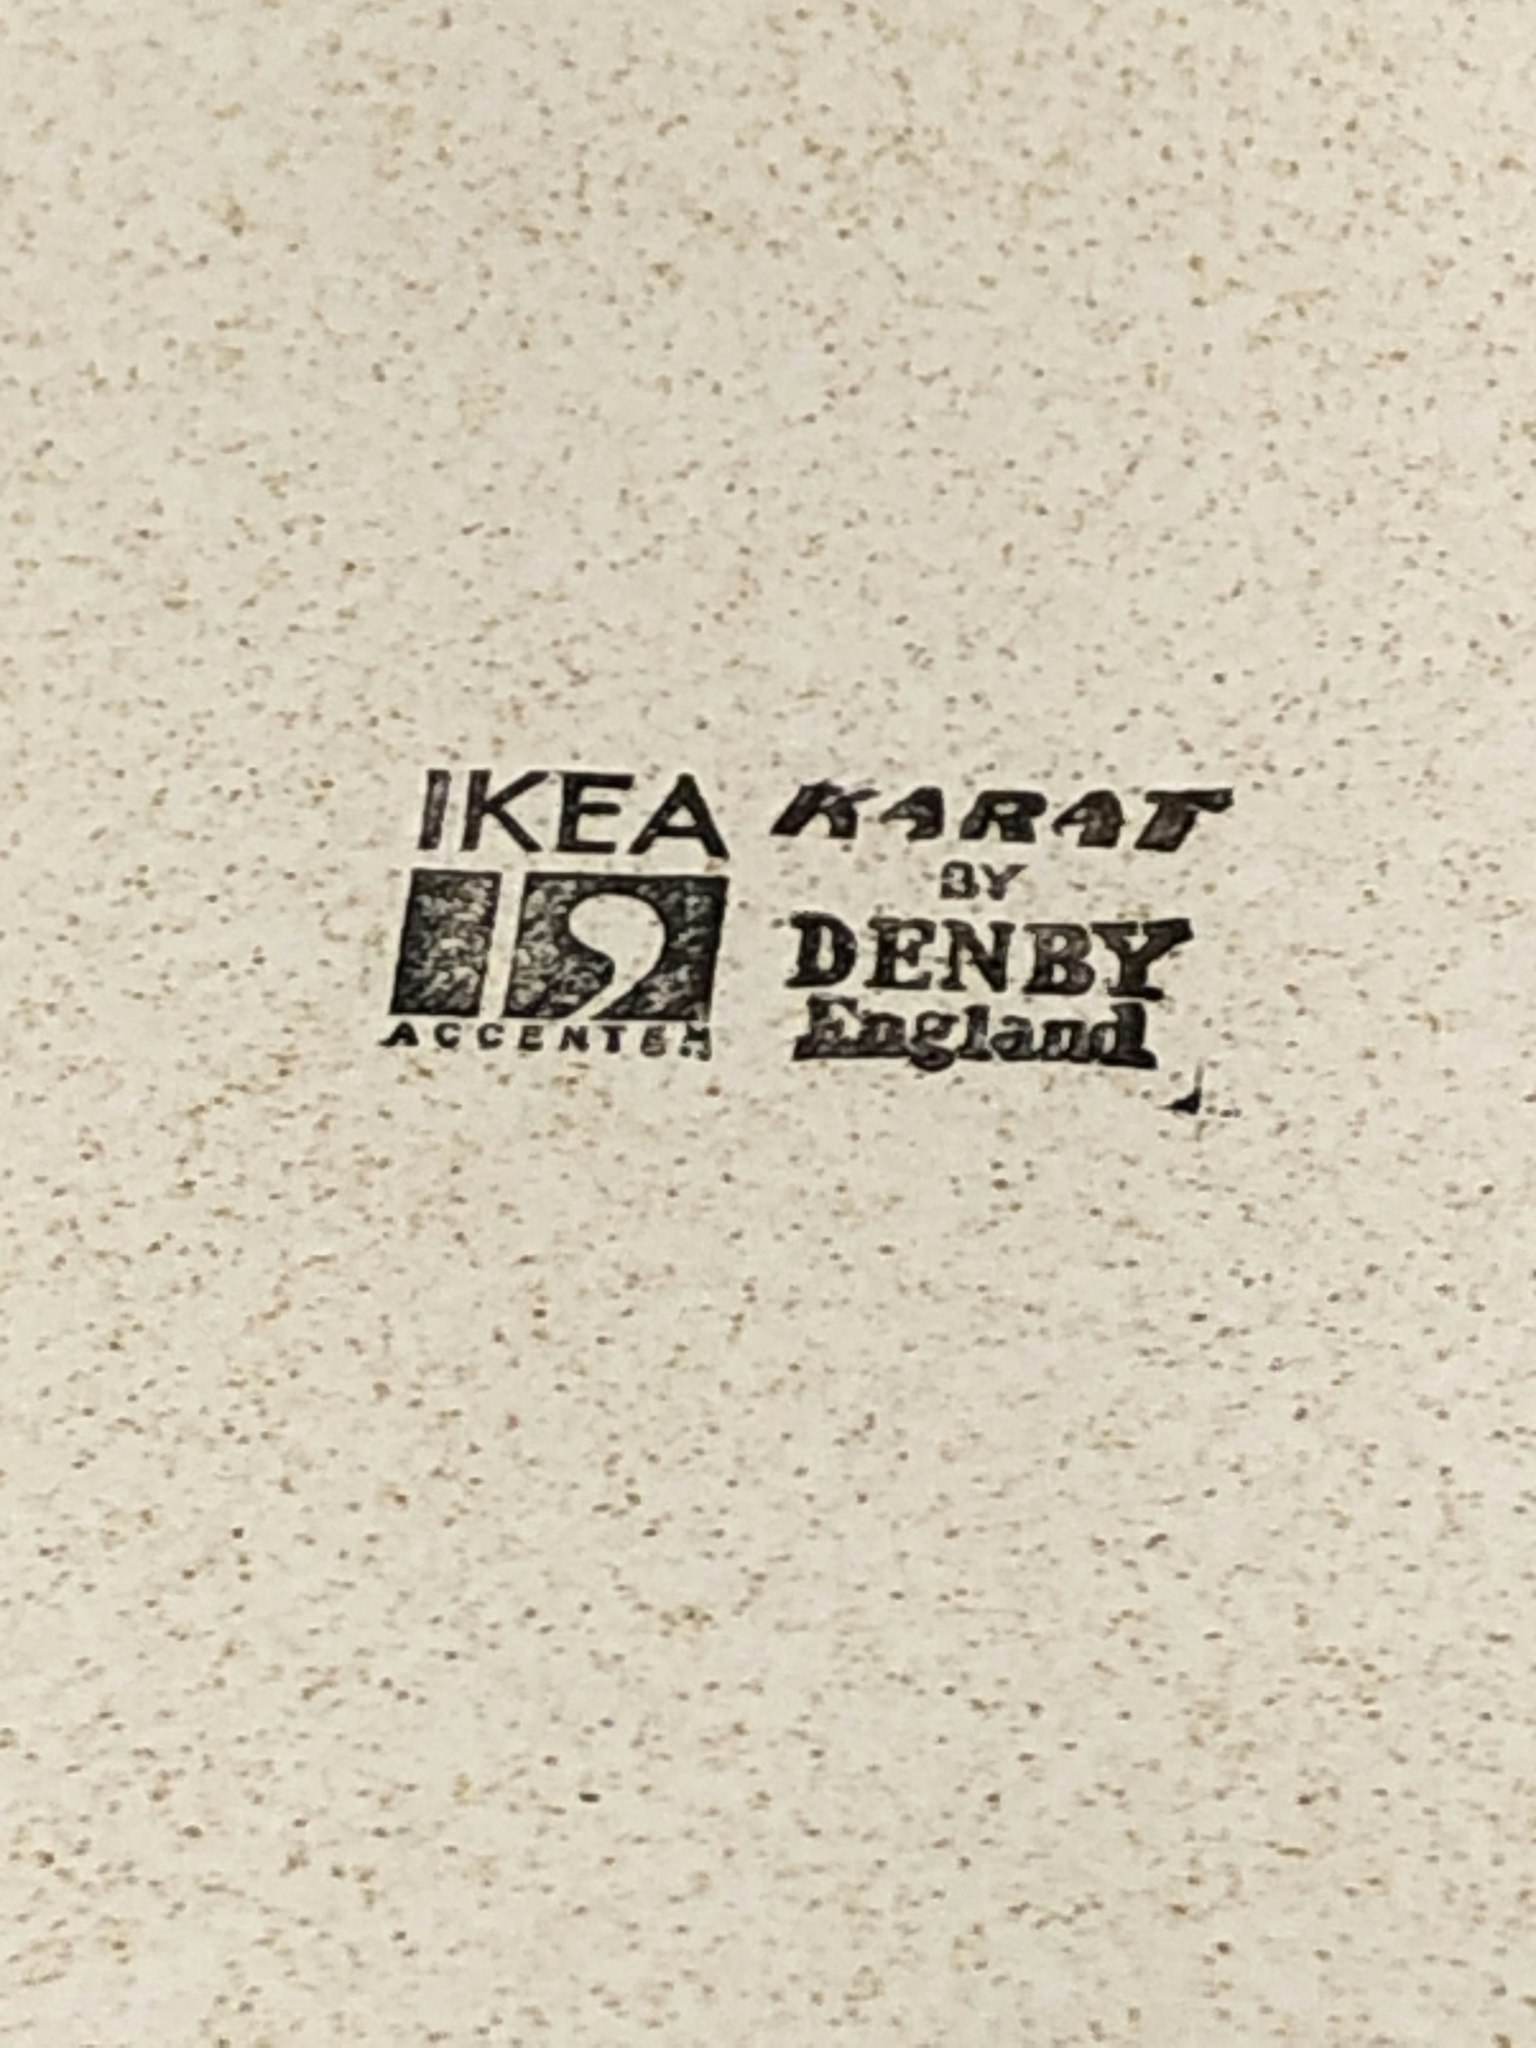 IKEA
ACCENTEN
KARAT
BY
DENBY
England